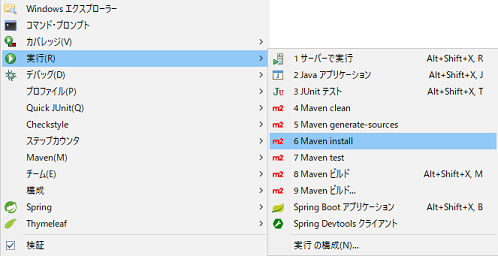 Windows エクスプローラー
コマンド・プロンプト
カバレッジ(V)
実行(R)
デバッグ(D)
プロファイル(P)
Quick JUnit(Q)
Checkstyle
ステップカウンタ
Maven(M)
チーム(E)
構成
Spring
Thymeleaf
検証
1 サーバーで実行 Alt+Shift+X, R
2 Java アプリケーション Alt+Shift+X, J
JU 3 JUnit テスト Alt+Shift+X, T
m2 4 Maven clean
m2 5 Maven generate-sources
m2 6 Maven install
m2 7 Maven test
m2 8 Maven ビルド Alt+Shift+X, M
m2 9 Maven ビルド...
Spring Boot アプリケーション Alt+Shift+X, B
Spring Devtools クライアント
実行の構成(N)...